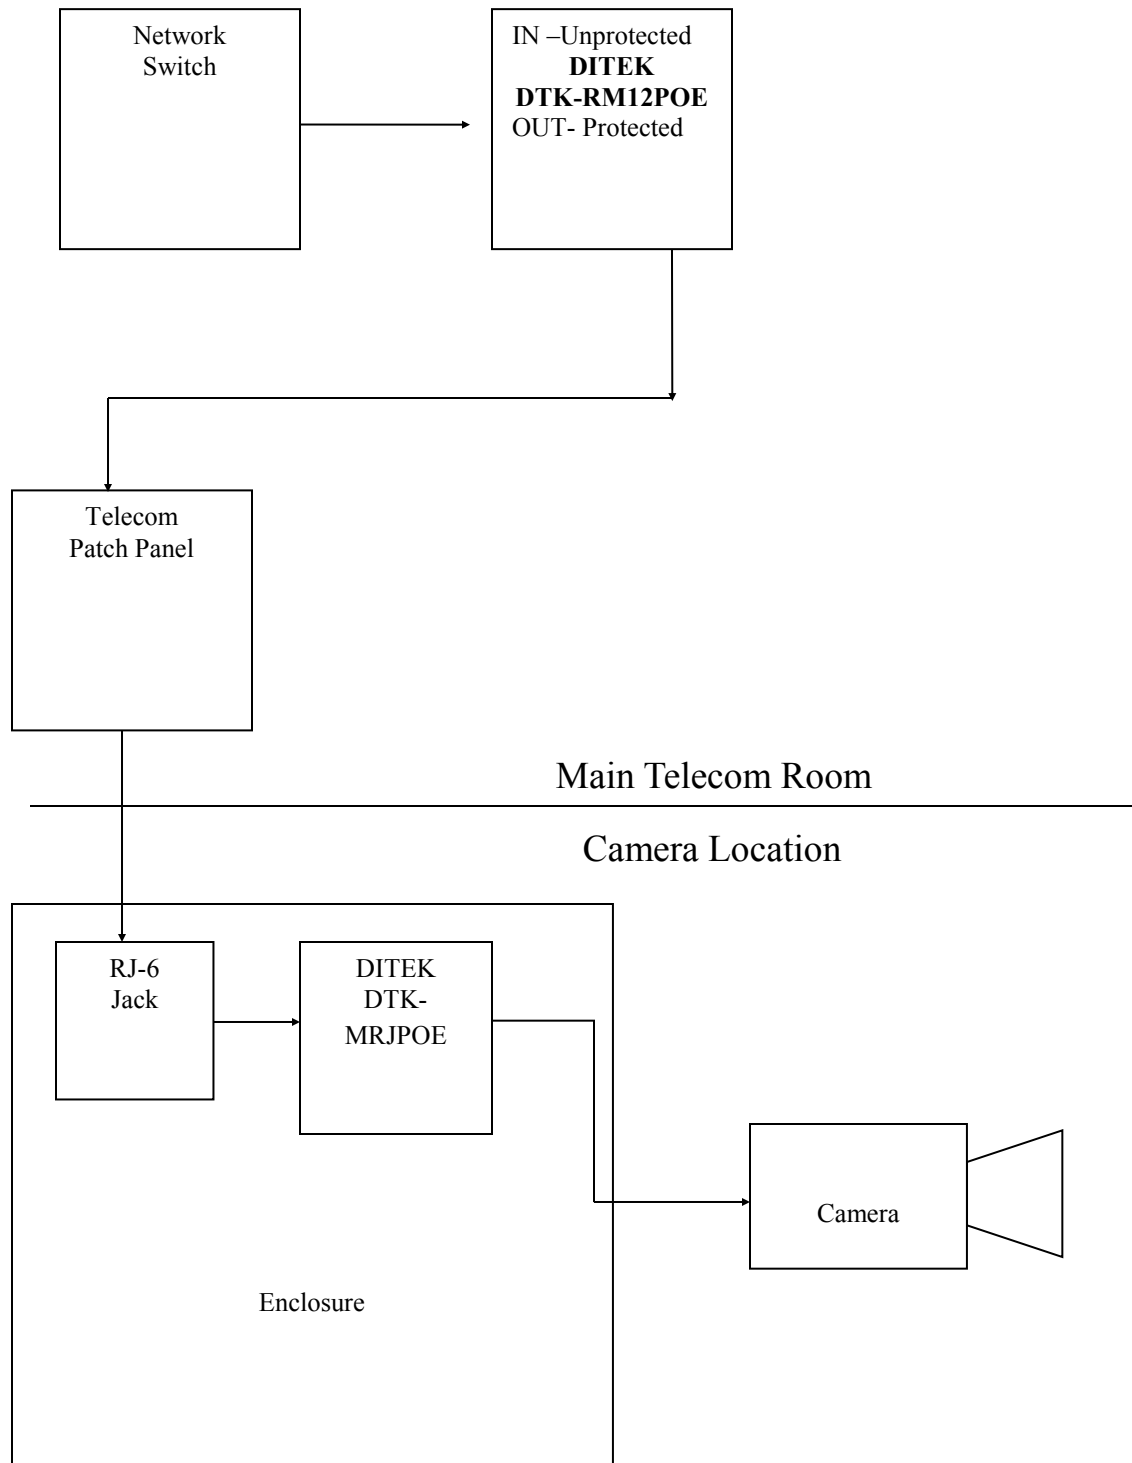 Network
Switch
IN –Unprotected
DITEK
DTK-RM12POE
OUT- Protected
Telecom
Patch Panel
Main Telecom Room
Camera Location
RJ-6
Jack
DITEK
DTK-
MRJPOE
Camera
Enclosure